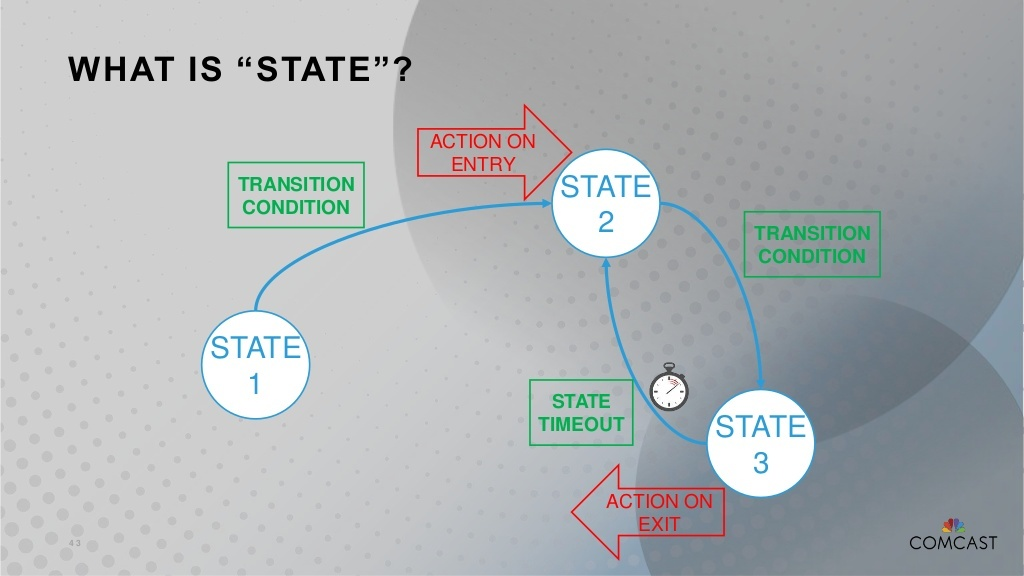 WHAT IS “STATE”?
ACTION ON
ENTRY
TRANSITION
CONDITION
STATE
2
TRANSITION
CONDITION
STATE
1
STATE
TIMEOUT
STATE
3
ACTION ON
EXIT
43
COMCAST